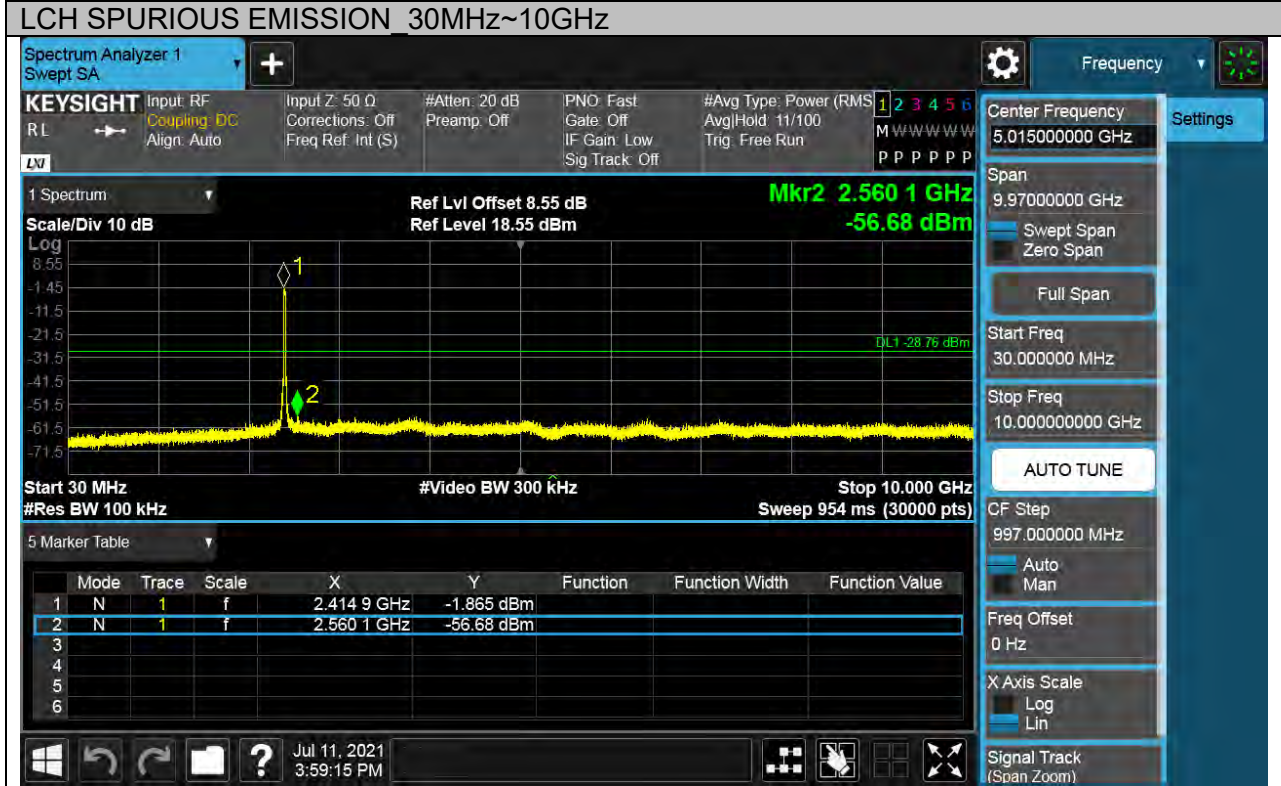 LCH SPURIOUS EMISSION_30MHz~10GHz
Spectrum Analyzer 1
Swept SA
+
Frequency
KEYSIGHT
RL
LXI
Input: RF
Coupling: DC
Align: Auto
Input Z: 50 Ω
Corrections: Off
Freq Ref: Int (S)
#Atten: 20 dB
Preamp: Off
PNO: Fast
Gate: Off
IF Gain: Low
Sig Track: Off
#Avg Type: Power (RMS
Avg|Hold: 11/100
Trig: Free Run
1 2 3 4 5 6
M W W W W W
P P P P P P
1 Spectrum
Scale/Div 10 dB
Ref Lvl Offset 8.55 dB
Ref Level 18.55 dBm
Mkr2 2.560 1 GHz
-56.68 dBm
Log
8.55
-1.45
-11.5
-21.5
-31.5
-41.5
-51.5
-61.5
-71.5
1
2
DL1 -28.76 dBm
Start 30 MHz
#Video BW 300 kHz
Stop 10.000 GHz
#Res BW 100 kHz
Sweep 954 ms (30000 pts)
5 Marker Table
Mode Trace Scale X Y Function Function Width Function Value
1 N 1 f 2.414 9 GHz -1.865 dBm
2 N 1 f 2.560 1 GHz -56.68 dBm
3
4
5
6
Jul 11, 2021
3:59:15 PM
?
Center Frequency
5.015000000 GHz
Settings
Span
9.97000000 GHz
Swept Span
Zero Span
Full Span
Start Freq
30.000000 MHz
Stop Freq
10.000000000 GHz
AUTO TUNE
CF Step
997.000000 MHz
Auto
Man
Freq Offset
0 Hz
X Axis Scale
Log
Lin
Signal Track
(Span Zoom)